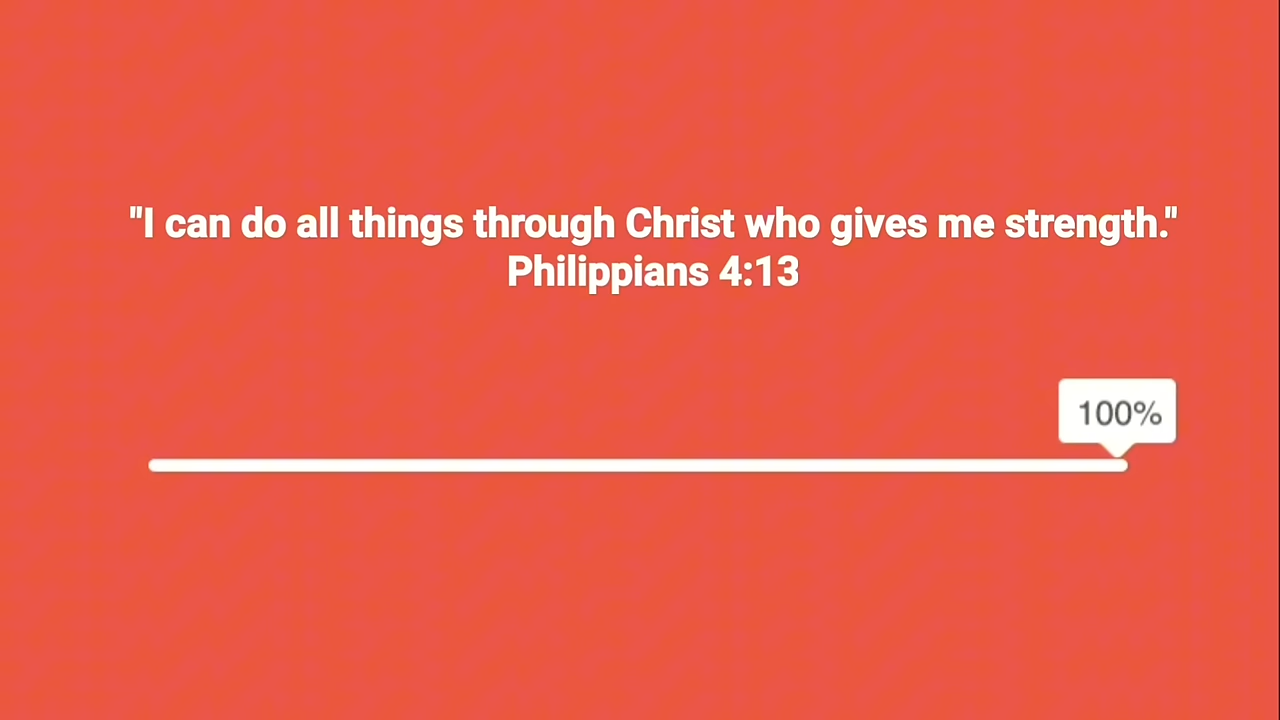 "I can do all things through Christ who gives me strength."
Philippians 4:13
100%